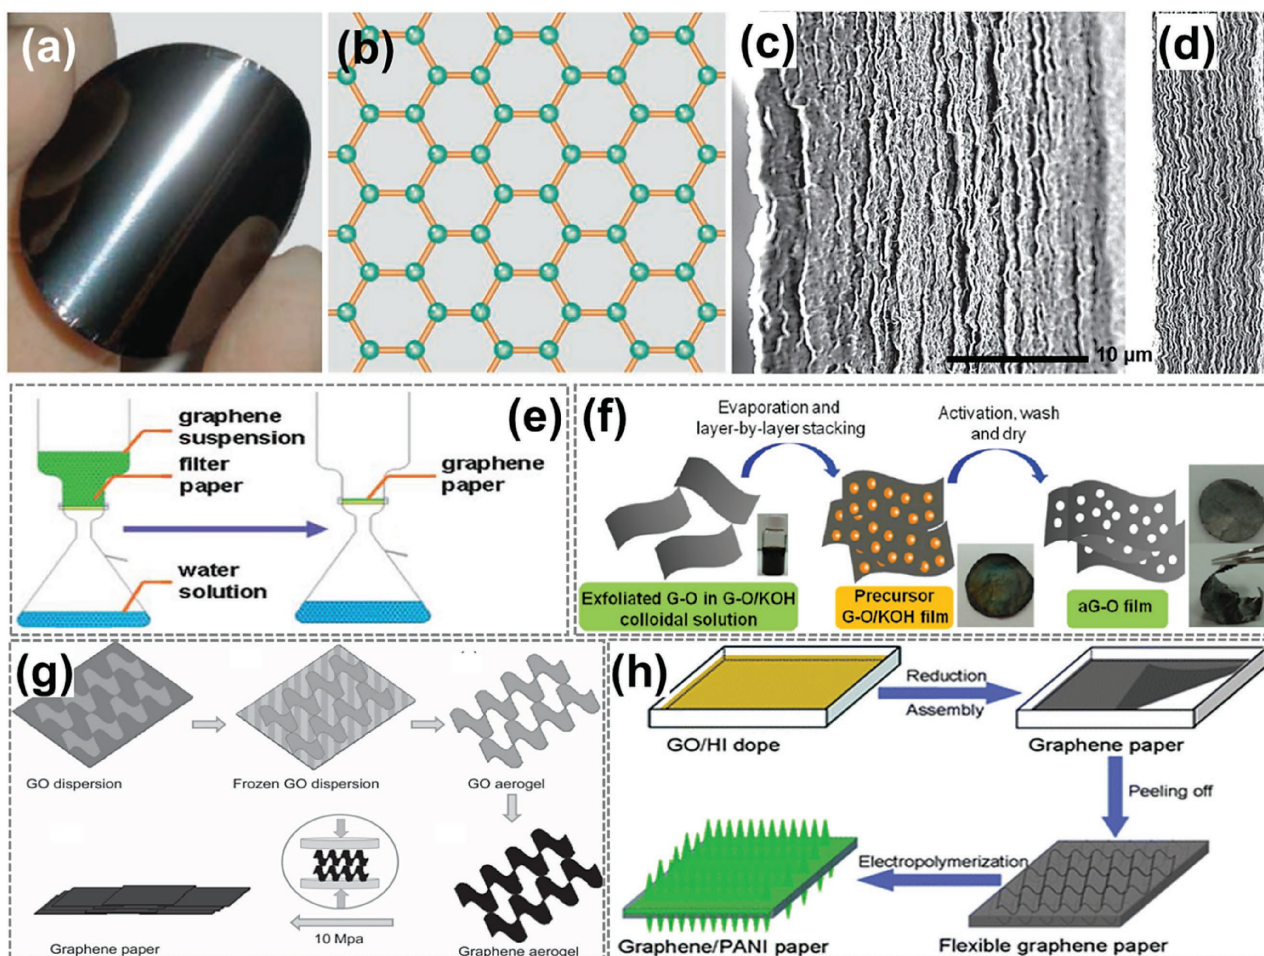 (a)
(b)
(c)
(d)
10 µm
(e)
graphene
suspension
filter
paper
water
solution
graphene
paper
(f)
Evaporation and
layer-by-layer stacking
Activation, wash
and dry
Exfoliated G-O in G-O/KOH
colloidal solution
Precursor
G-O/KOH film
aG-O film
(g)
GO dispersion
Frozen GO dispersion
GO aerogel
10 Mpa
Graphene paper
Graphene aerogel
(h)
GO/HI dope
Reduction
Assembly
Graphene paper
Peeling off
Electropolymerization
Graphene/PANI paper
Flexible graphene paper